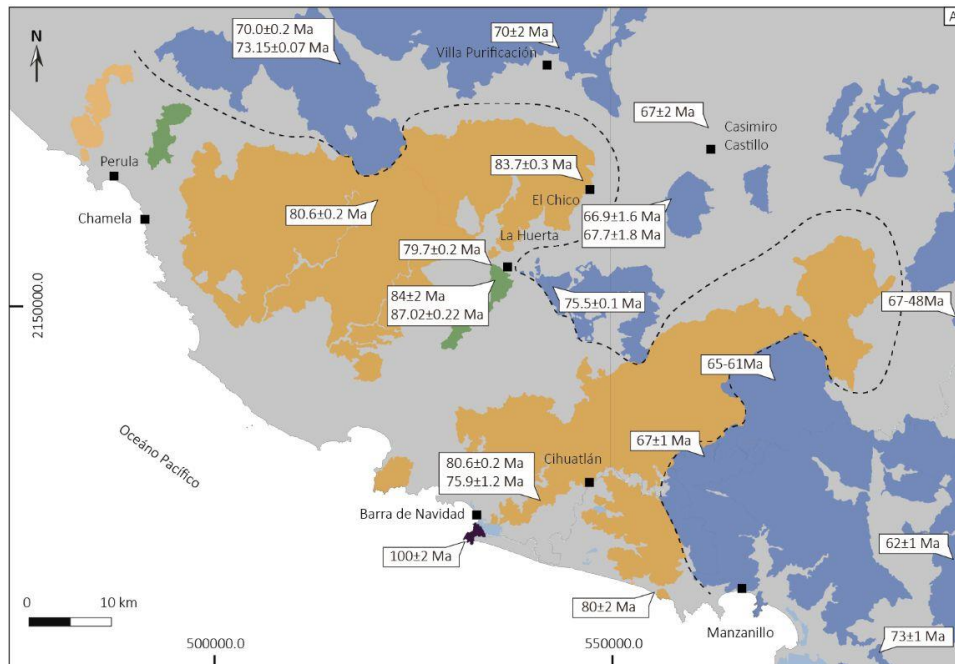 A
N
70.0±0.2 Ma
73.15±0.07 Ma
70±2 Ma
Villa Purificación
67±2 Ma
Casimiro
Castillo
Perula
83.7±0.3 Ma
El Chico
Chamela
80.6±0.2 Ma
66.9±1.6 Ma
67.7±1.8 Ma
La Huerta
79.7±0.2 Ma
84±2 Ma
87.02±0.22 Ma
75.5±0.1 Ma
67-48Ma
2150000.0
65-61Ma
Oceáno Pacífico
67±1 Ma
Cihuatlán
80.6±0.2 Ma
75.9±1.2 Ma
Barra de Navidad
100±2 Ma
62±1 Ma
0
10 km
80±2 Ma
Manzanillo
73±1 Ma
500000.0
550000.0